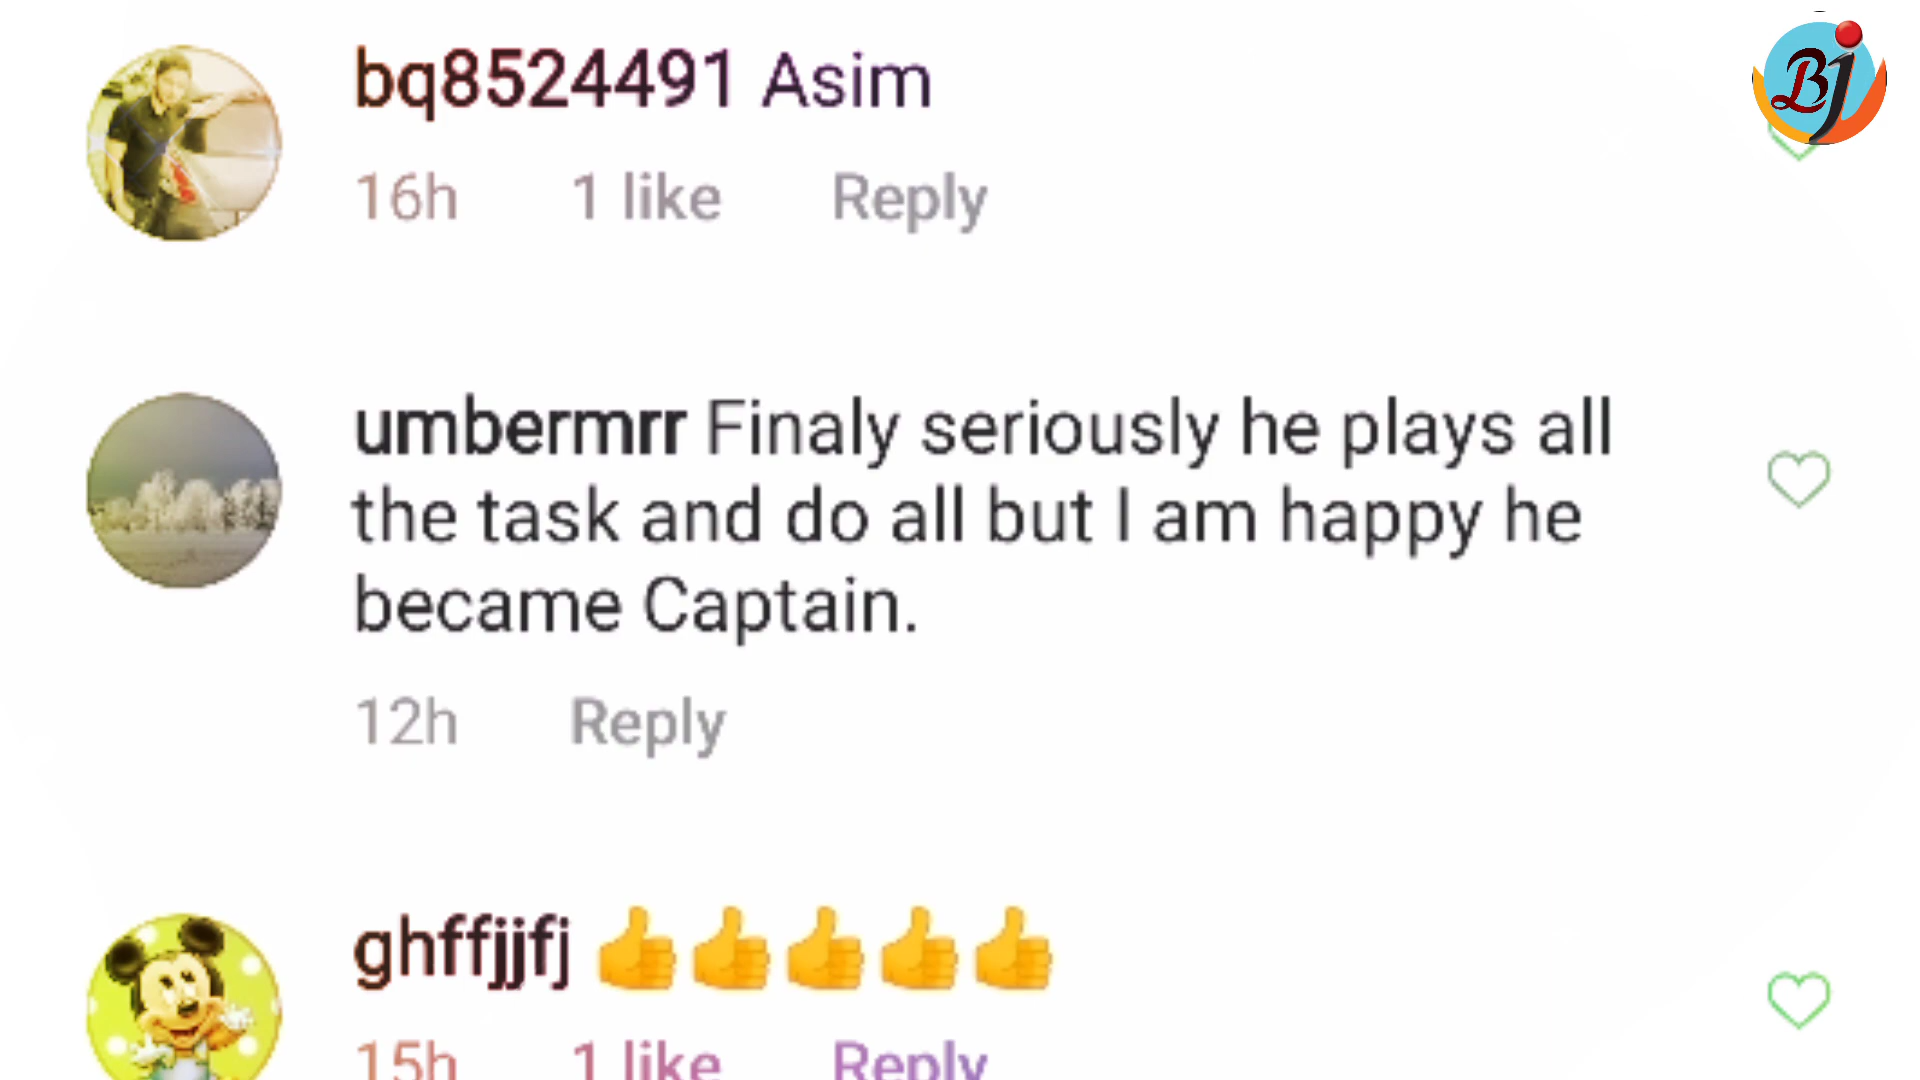 Bj
bq8524491 Asim
16h 1 like Reply
umbermrr Finaly seriously he plays all
the task and do all but I am happy he
became Captain.
12h Reply
ghffjjfj 👍👍👍👍👍
15h 1 like Reply